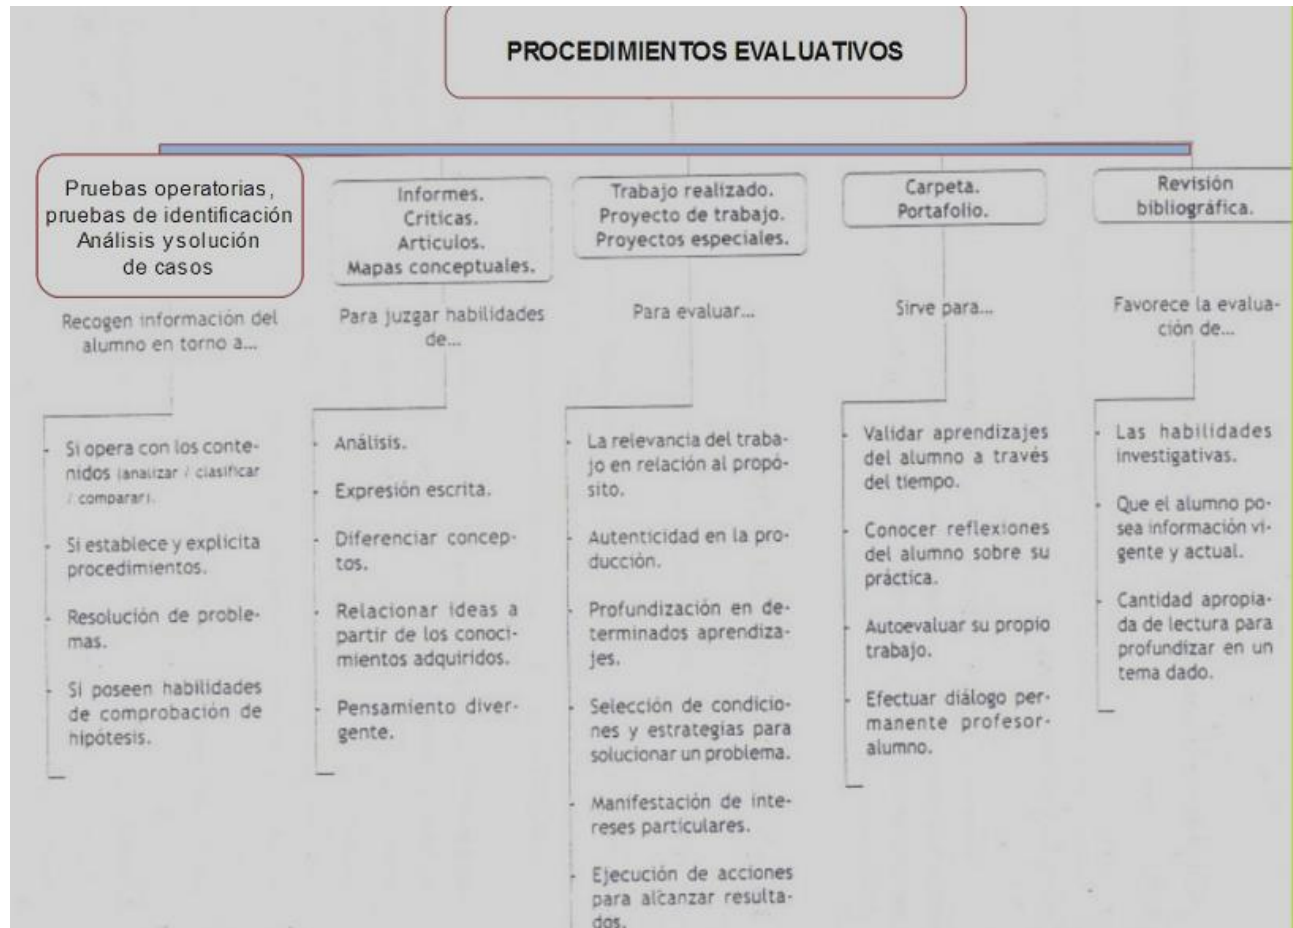 PROCEDIMIENTOS EVALUATIVOS
Pruebas operatorias,
pruebas de identificación
Análisis y solución
de casos
Recogen información del
alumno en torno a...
Si opera con los conte-
nidos (analizar / clasificar
/ comparar).
Si establece y explicita
procedimientos.
Resolución de proble-
mas.
Si poseen habilidades
de comprobación de
hipótesis.
Informes.
Criticas.
Artículos.
Mapas conceptuales.
Para juzgar habilidades
de...
Análisis.
Expresión escrita.
Diferenciar concep-
tos.
Relacionar ideas a
partir de los conoci-
mientos adquiridos.
Pensamiento diver-
gente.
Trabajo realizado.
Proyecto de trabajo.
Proyectos especiales.
Para evaluar...
La relevancia del traba-
jo en relación al propó-
sito.
Autenticidad en la pro-
ducción.
Profundización en de-
terminados aprendiza-
jes.
Selección de condicio-
nes y estrategias para
solucionar un problema.
Manifestación de inte-
reses particulares.
Ejecución de acciones
para alcanzar resulta-
dos.
Carpeta.
Portafolio.
Sirve para...
Validar aprendizajes
del alumno a través
del tiempo.
Conocer reflexiones
del alumno sobre su
práctica.
Autoevaluar su propio
trabajo.
Efectuar diálogo per-
manente profesor-
alumno.
Revisión
bibliográfica.
Favorece la evalua-
ción de...
Las habilidades
investigativas.
Que el alumno po-
sea información vi-
gente y actual.
Cantidad apropia-
da de lectura para
profundizar en un
tema dado.